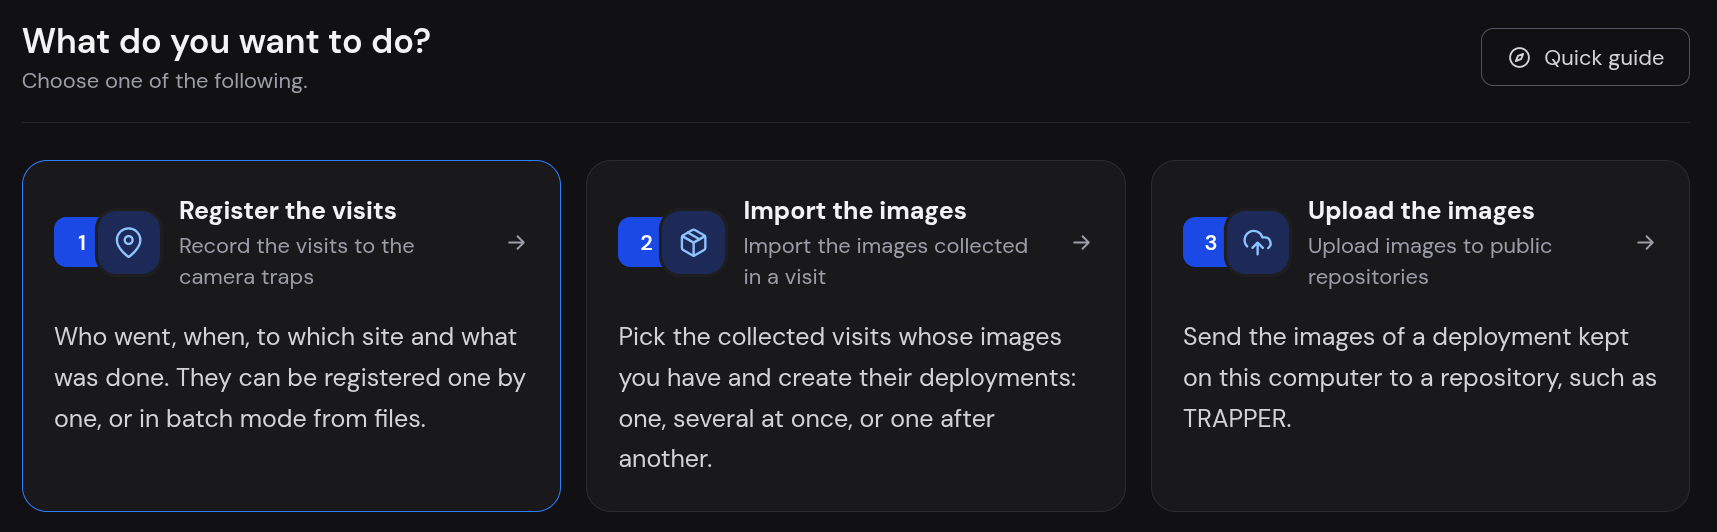 What do you want to do?
Choose one of the following.
Quick guide
1
Register the visits
Record the visits to the
camera traps
Who went, when, to which site and what
was done. They can be registered one by
one, or in batch mode from files.
2
Import the images
Import the images collected
in a visit
Pick the collected visits whose images
you have and create their deployments:
one, several at once, or one after
another.
3
Upload the images
Upload images to public
repositories
Send the images of a deployment kept
on this computer to a repository, such as
TRAPPER.